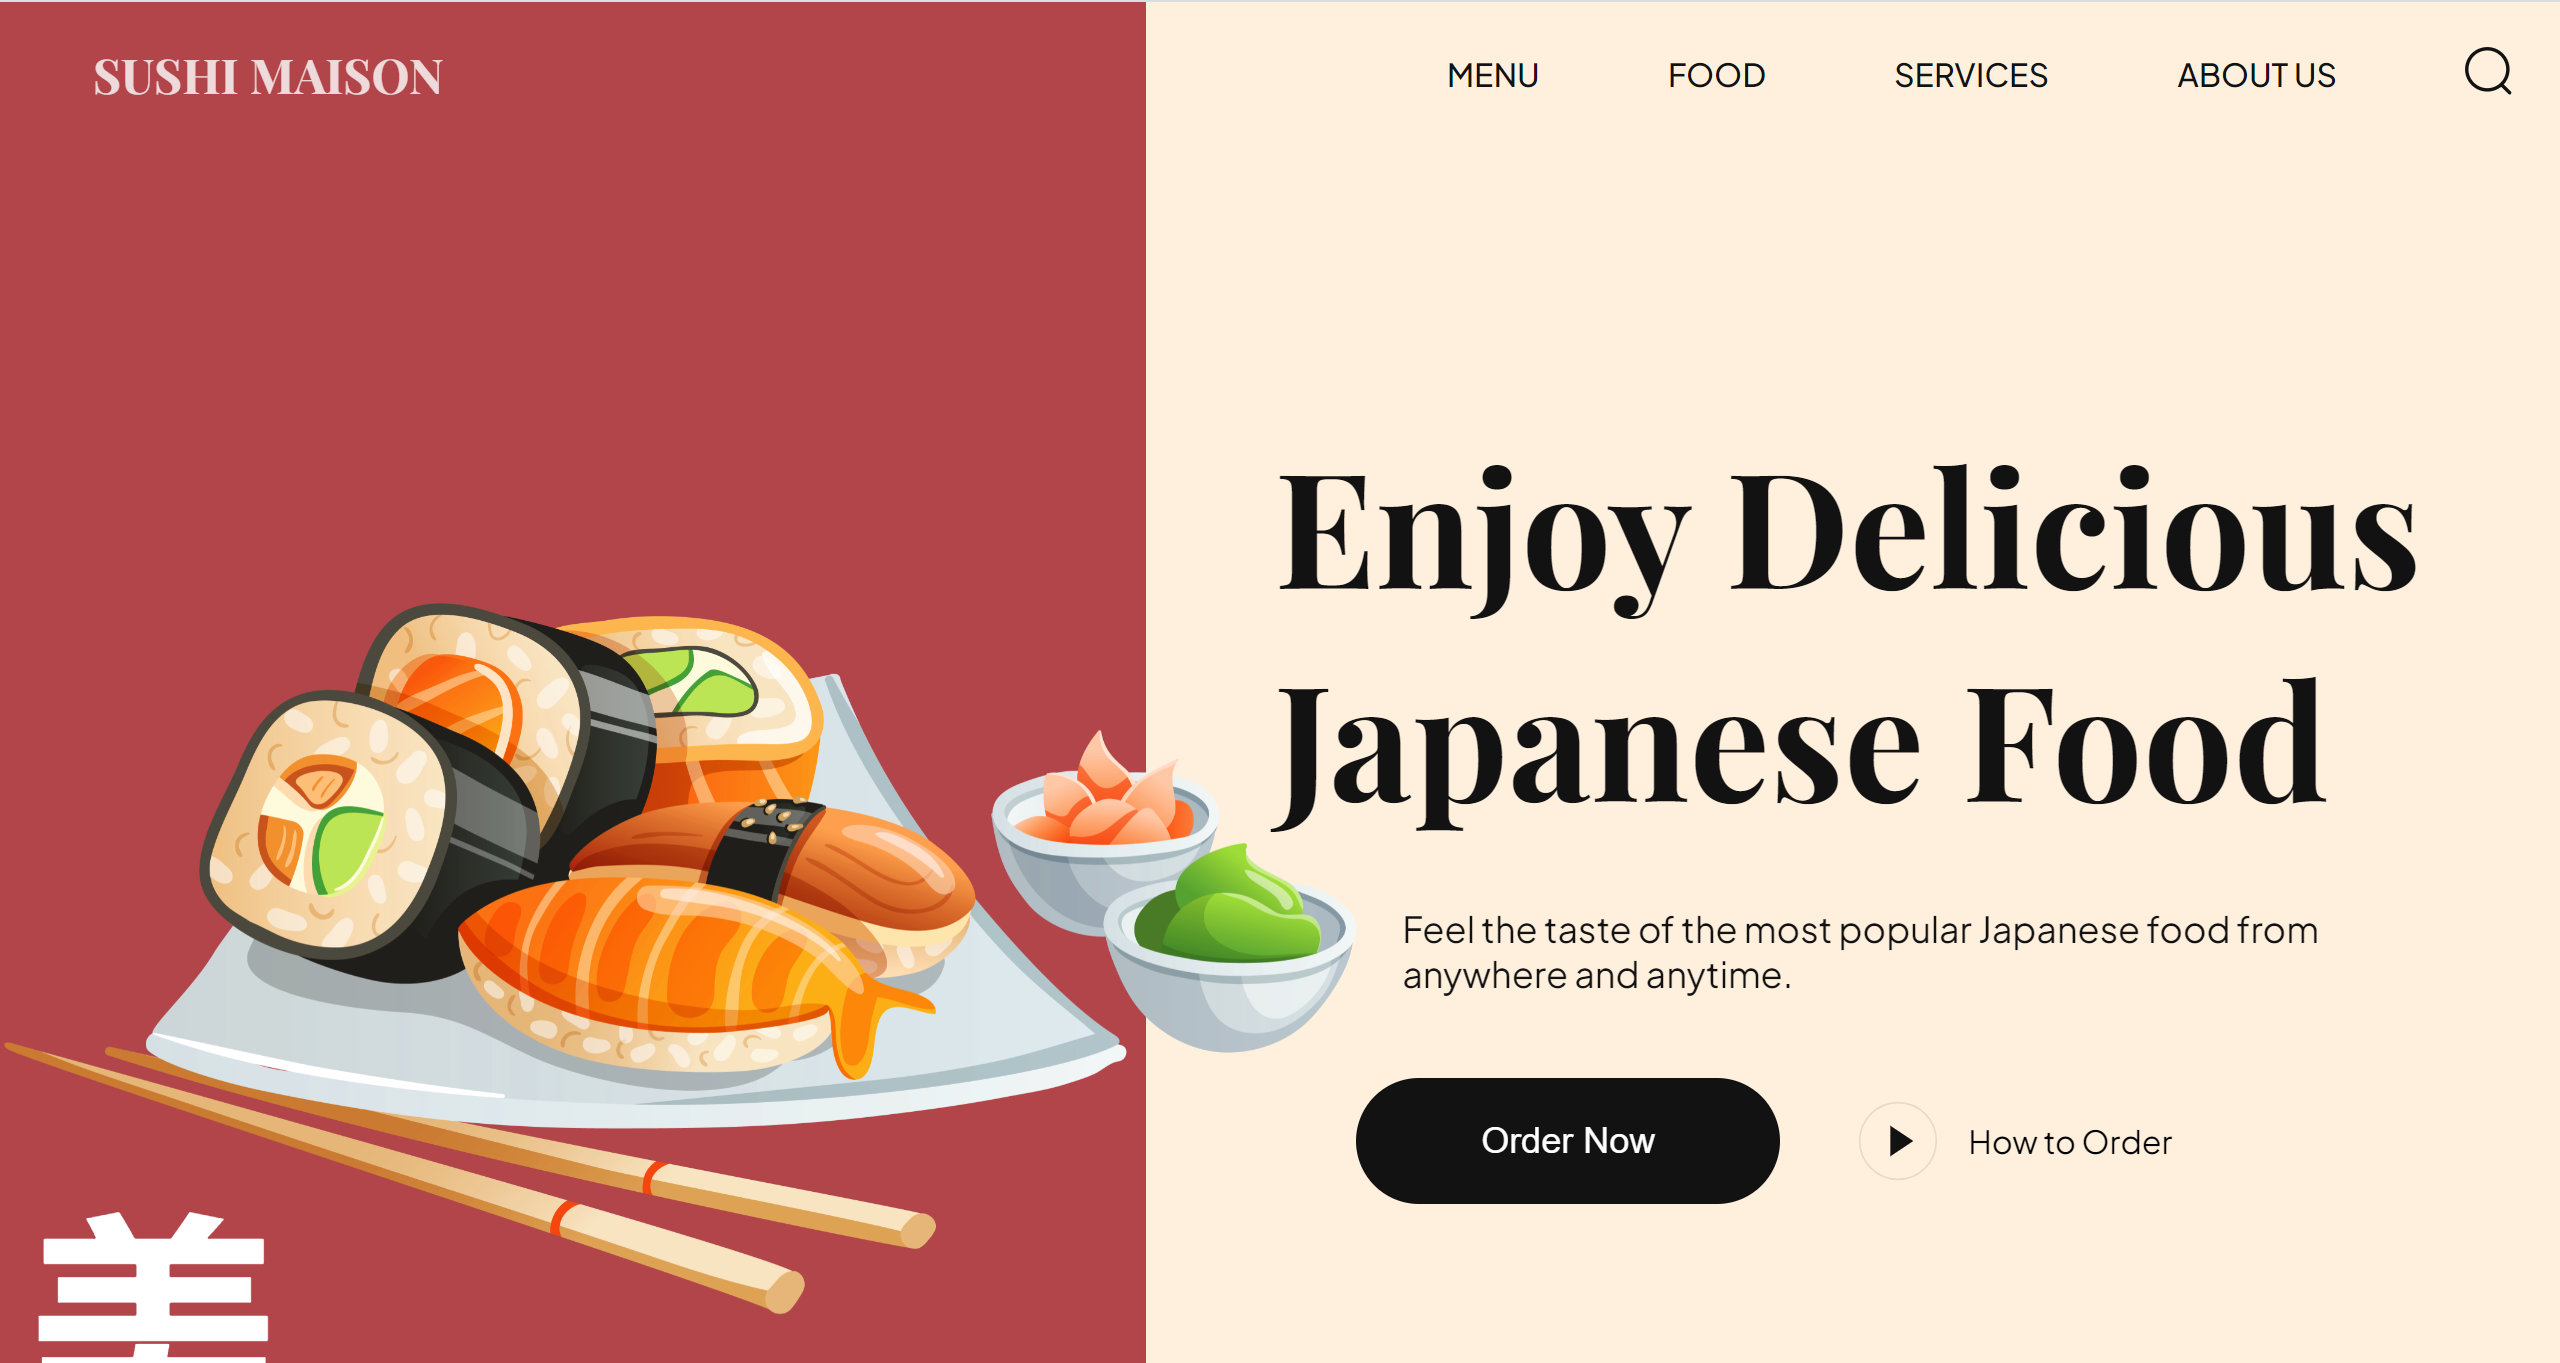 SUSHI MAISON
MENU FOOD SERVICES ABOUT US
Enjoy Delicious
Japanese Food
Feel the taste of the most popular Japanese food from
anywhere and anytime.
Order Now
How to Order